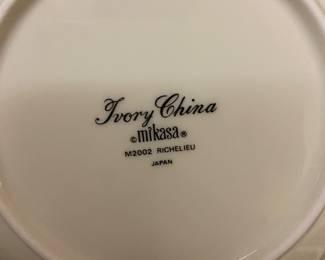 Ivory China
©mikasa®
M2002 RICHELIEU
JAPAN